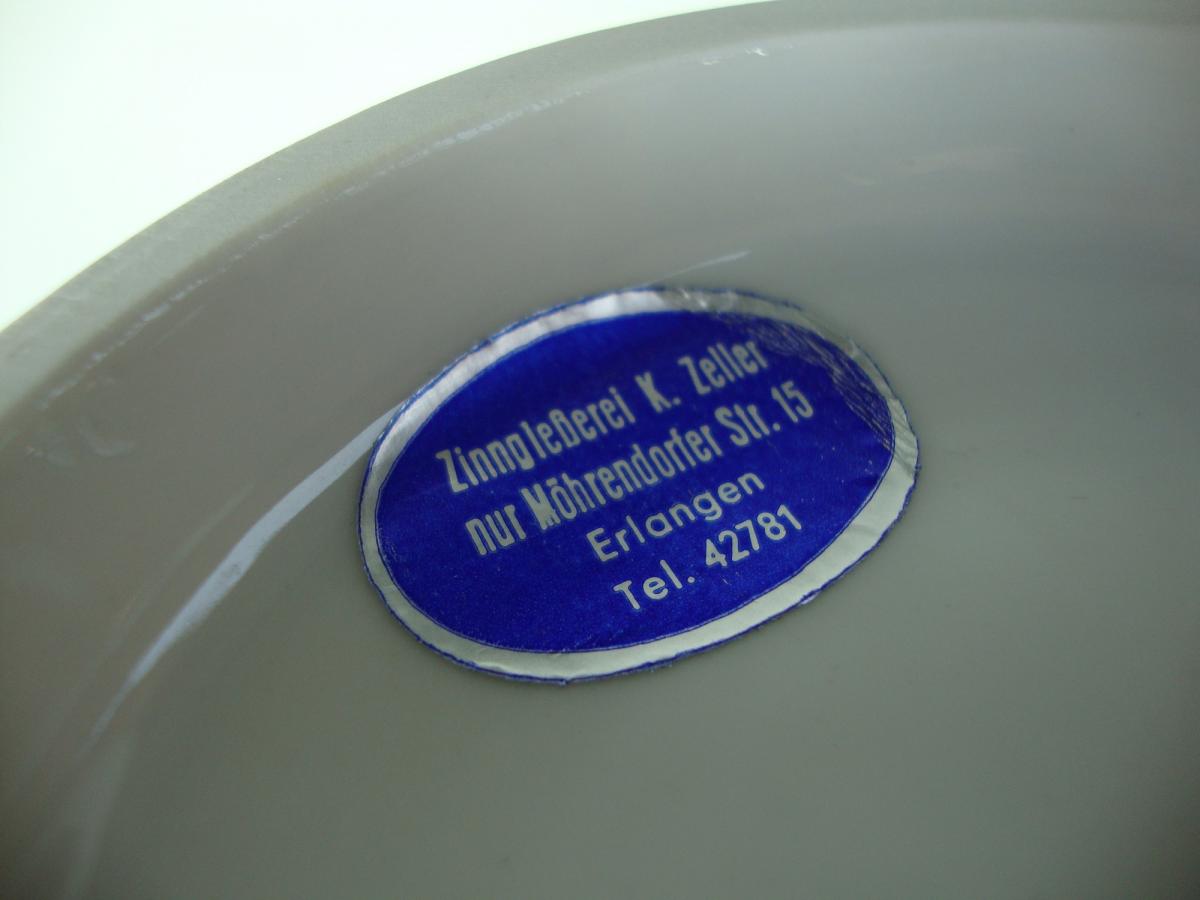 Zinngießerei K. Zeller
nur Möhrendorfer Str. 15
Erlangen
Tel. 42781